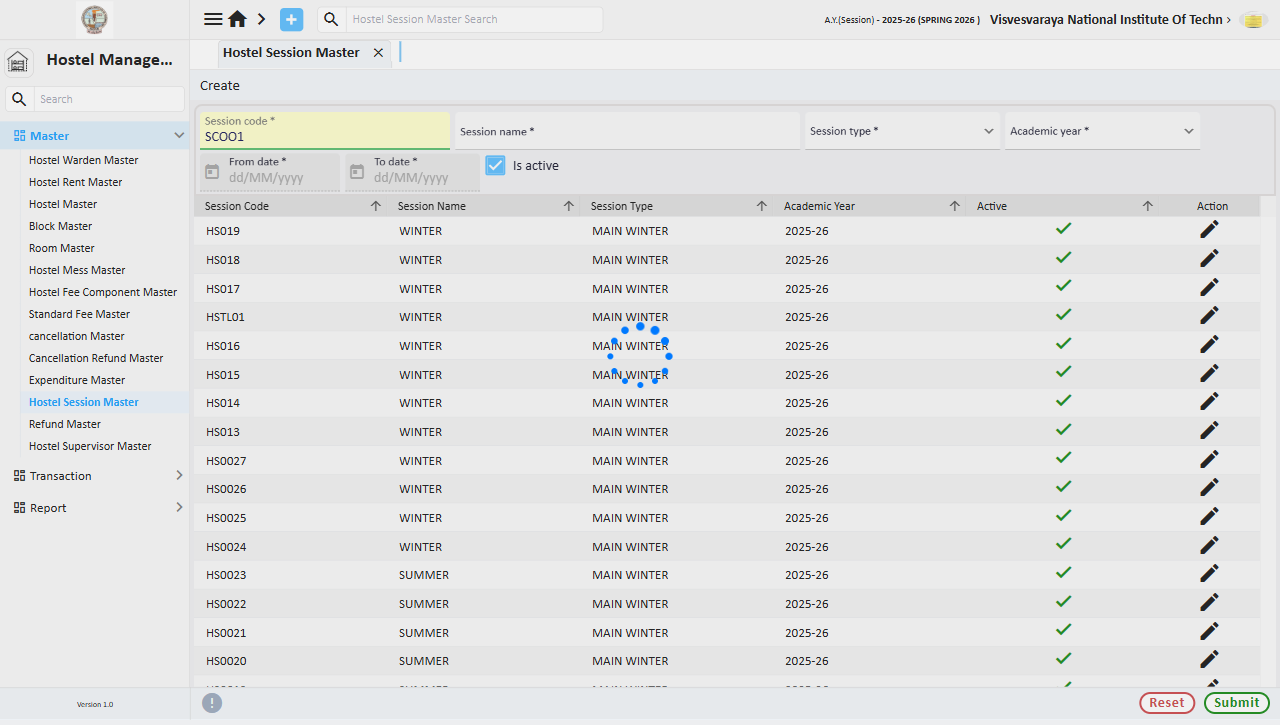 Hostel Session Master Search
A.Y.(Session) - 2025-26 (SPRING 2026 )
Visvesvaraya National Institute Of Techn
Hostel Manage...
Search
Master
Hostel Warden Master
Hostel Rent Master
Hostel Master
Block Master
Room Master
Hostel Mess Master
Hostel Fee Component Master
Standard Fee Master
cancellation Master
Cancellation Refund Master
Expenditure Master
Hostel Session Master
Refund Master
Hostel Supervisor Master
Transaction
Report
Version 1.0
Hostel Session Master
Create
Session code *
SCOO1
Session name *
Session type *
Academic year *
From date *
dd/MM/yyyy
To date *
dd/MM/yyyy
Is active
Session Code Session Name Session Type Academic Year Active Action
HS019 WINTER MAIN WINTER 2025-26
HS018 WINTER MAIN WINTER 2025-26
HS017 WINTER MAIN WINTER 2025-26
HSTL01 WINTER MAIN WINTER 2025-26
HS016 WINTER MAIN WINTER 2025-26
HS015 WINTER MAIN WINTER 2025-26
HS014 WINTER MAIN WINTER 2025-26
HS013 WINTER MAIN WINTER 2025-26
HS0027 WINTER MAIN WINTER 2025-26
HS0026 WINTER MAIN WINTER 2025-26
HS0025 WINTER MAIN WINTER 2025-26
HS0024 WINTER MAIN WINTER 2025-26
HS0023 SUMMER MAIN WINTER 2025-26
HS0022 SUMMER MAIN WINTER 2025-26
HS0021 SUMMER MAIN WINTER 2025-26
HS0020 SUMMER MAIN WINTER 2025-26
Reset
Submit